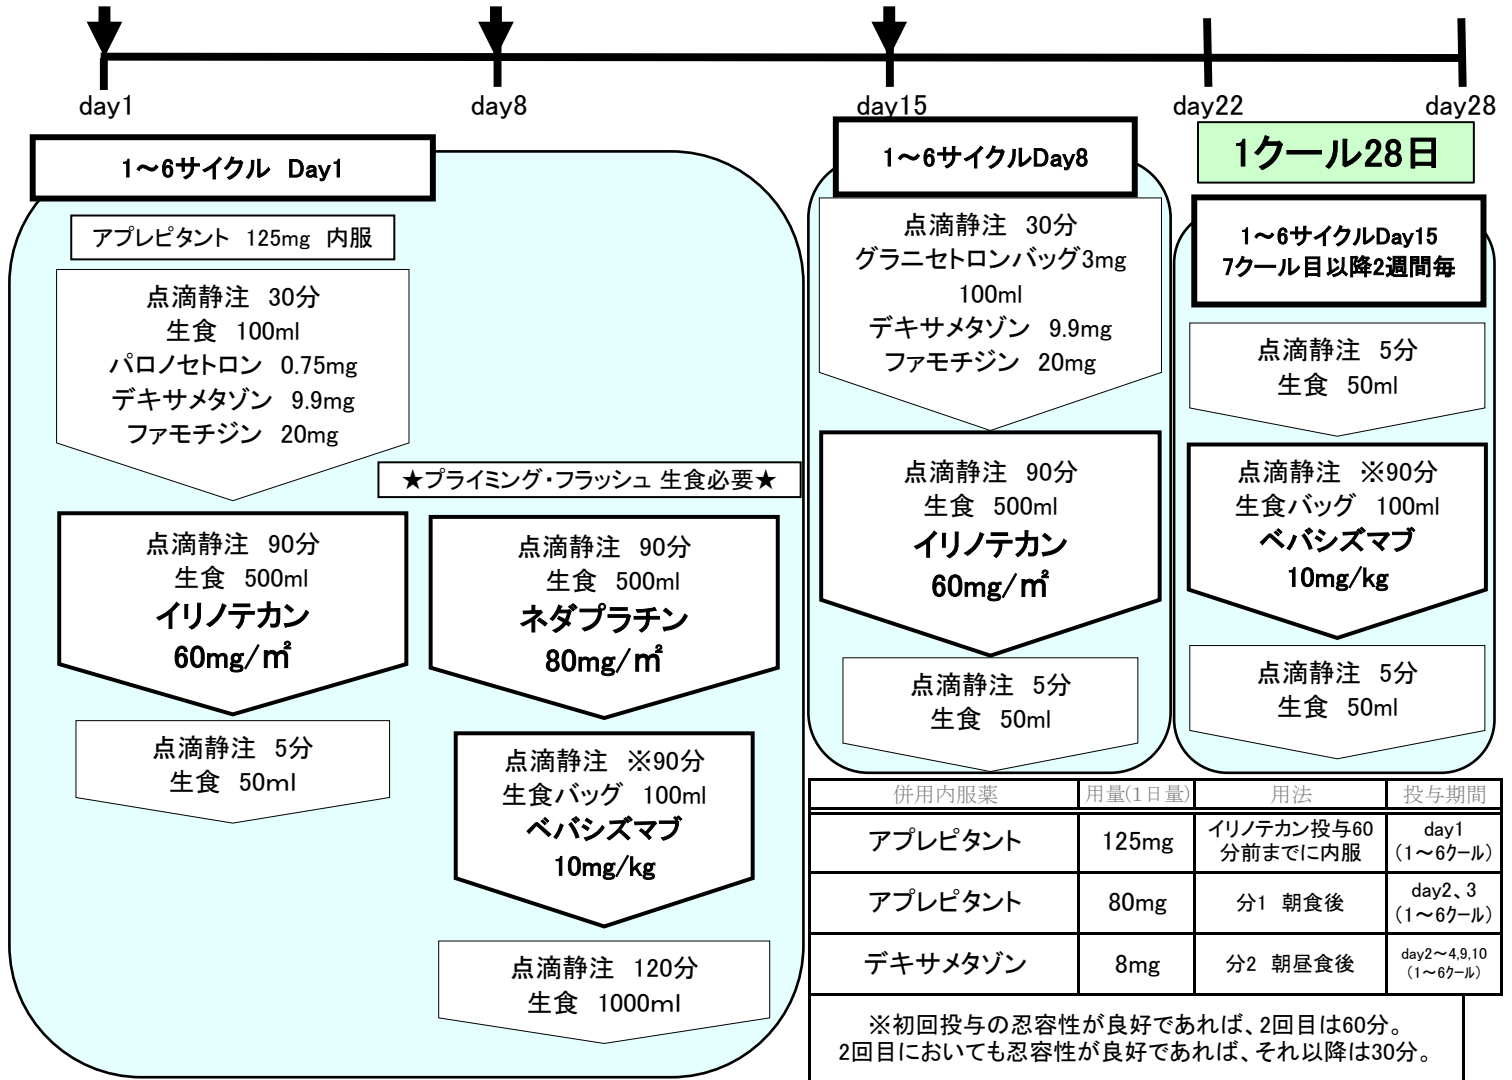 day1
day8
day15
day22
day28
1～6サイクル Day1
アプレピタント 125mg 内服
点滴静注 30分
生食 100ml
パロノセトロン 0.75mg
デキサメタゾン 9.9mg
ファモチジン 20mg
点滴静注 90分
生食 500ml
イリノテカン
60mg/㎡
点滴静注 5分
生食 50ml
★プライミング・フラッシュ 生食必要★
点滴静注 90分
生食 500ml
ネダプラチン
80mg/㎡
点滴静注 ※90分
生食バッグ 100ml
ベバシズマブ
10mg/kg
点滴静注 120分
生食 1000ml
1～6サイクルDay8
点滴静注 30分
グラニセトロンバッグ3mg
100ml
デキサメタゾン 9.9mg
ファモチジン 20mg
点滴静注 90分
生食 500ml
イリノテカン
60mg/㎡
点滴静注 5分
生食 50ml
1クール28日
1～6サイクルDay15
7クール目以降2週間毎
点滴静注 5分
生食 50ml
点滴静注 ※90分
生食バッグ 100ml
ベバシズマブ
10mg/kg
点滴静注 5分
生食 50ml
併用内服薬 用量(1日量) 用法 投与期間
アプレピタント 125mg イリノテカン投与60
分前までに内服 day1
(1～6クール)
アプレピタント 80mg 分1 朝食後 day2、3
(1～6クール)
デキサメタゾン 8mg 分2 朝昼食後 day2～4,9,10
(1～6クール)
※初回投与の忍容性が良好であれば、2回目は60分。
2回目においても忍容性が良好であれば、それ以降は30分。